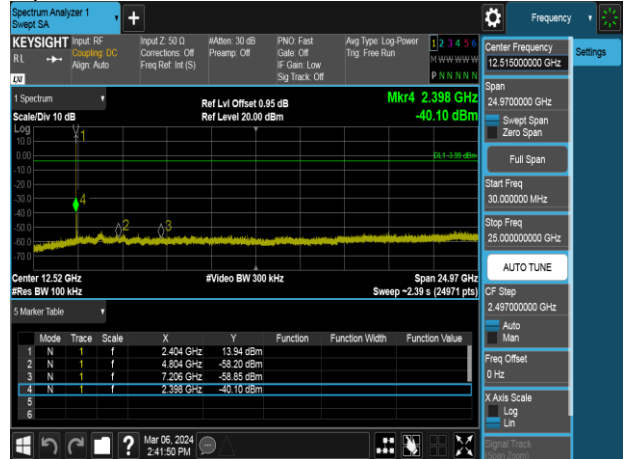 Spectrum Analyzer 1
Swept SA
Frequency
KEYSIGHT
RL
LXI
Input: RF
Coupling: DC
Align: Auto
Input Z: 50 Ω
Corrections: Off
Freq Ref: Int (S)
#Atten: 30 dB
Preamp: Off
PNO: Fast
Gate: Off
IF Gain: Low
Sig Track: Off
Avg Type: Log-Power
Trig: Free Run
1 2 3 4 5 6
M W W W W W
P N N N N N
Center Frequency
12.515000000 GHz
Settings
Span
24.9700000 GHz
Swept Span
Zero Span
Full Span
Start Freq
30.000000 MHz
Stop Freq
25.000000000 GHz
AUTO TUNE
CF Step
2.497000000 GHz
Auto
Man
Freq Offset
0 Hz
X Axis Scale
Log
Lin
Signal Track
(Span Zoom)
1 Spectrum
Scale/Div 10 dB
Ref Lvl Offset 0.95 dB
Ref Level 20.00 dBm
Mkr4 2.398 GHz
-40.10 dBm
Log
10.0
0.00
-10.0
-20.0
-30.0
-40.0
-50.0
-60.0
-70.0
1
DL1 -3.99 dBm
4
2
3
Center 12.52 GHz
#Res BW 100 kHz
#Video BW 300 kHz
Span 24.97 GHz
Sweep ~2.39 s (24971 pts)
5 Marker Table
Mode Trace Scale X Y Function Function Width Function Value
1 N 1 f 2.404 GHz 13.94 dBm
2 N 1 f 4.804 GHz -58.20 dBm
3 N 1 f 7.206 GHz -58.85 dBm
4 N 1 f 2.398 GHz -40.10 dBm
5
6
Mar 06, 2024
2:41:50 PM